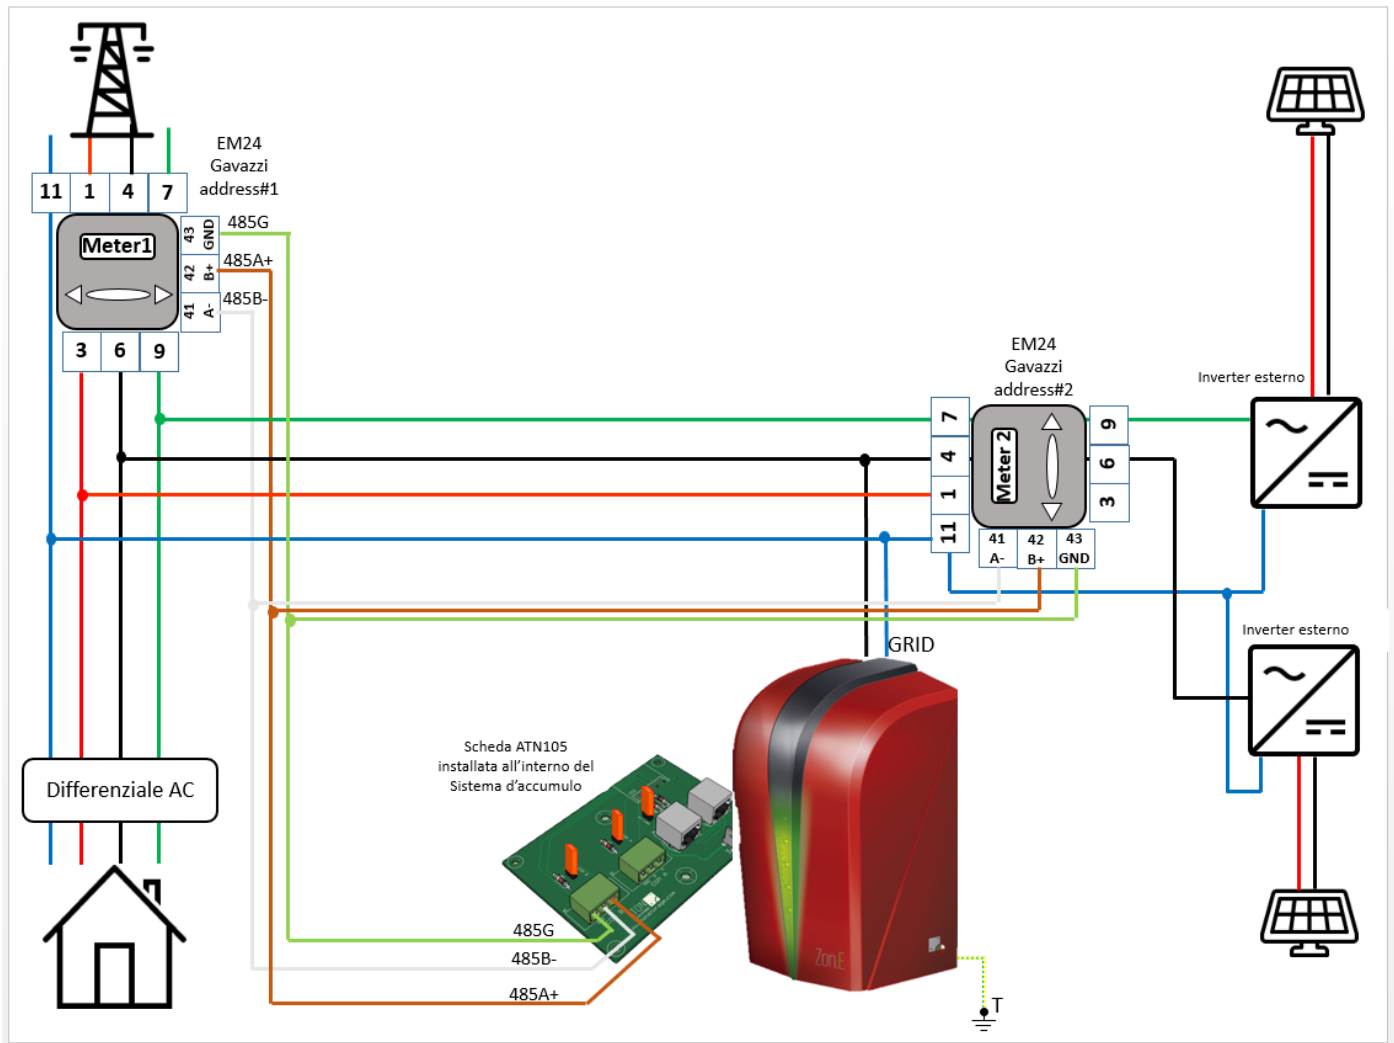 EM24
Gavazzi
address#1
11 1 4 7
Meter1
43 GND
42 B+
41 A-
485G
485A+
485B-
3 6 9
EM24
Gavazzi
address#2
7
4
1
11
Meter 2
9
6
3
41 42 43
A- B+ GND
Inverter esterno
Inverter esterno
GRID
Scheda ATN105
installata all'interno del
Sistema d'accumulo
Differenziale AC
485G
485B-
485A+
Zon.E
T